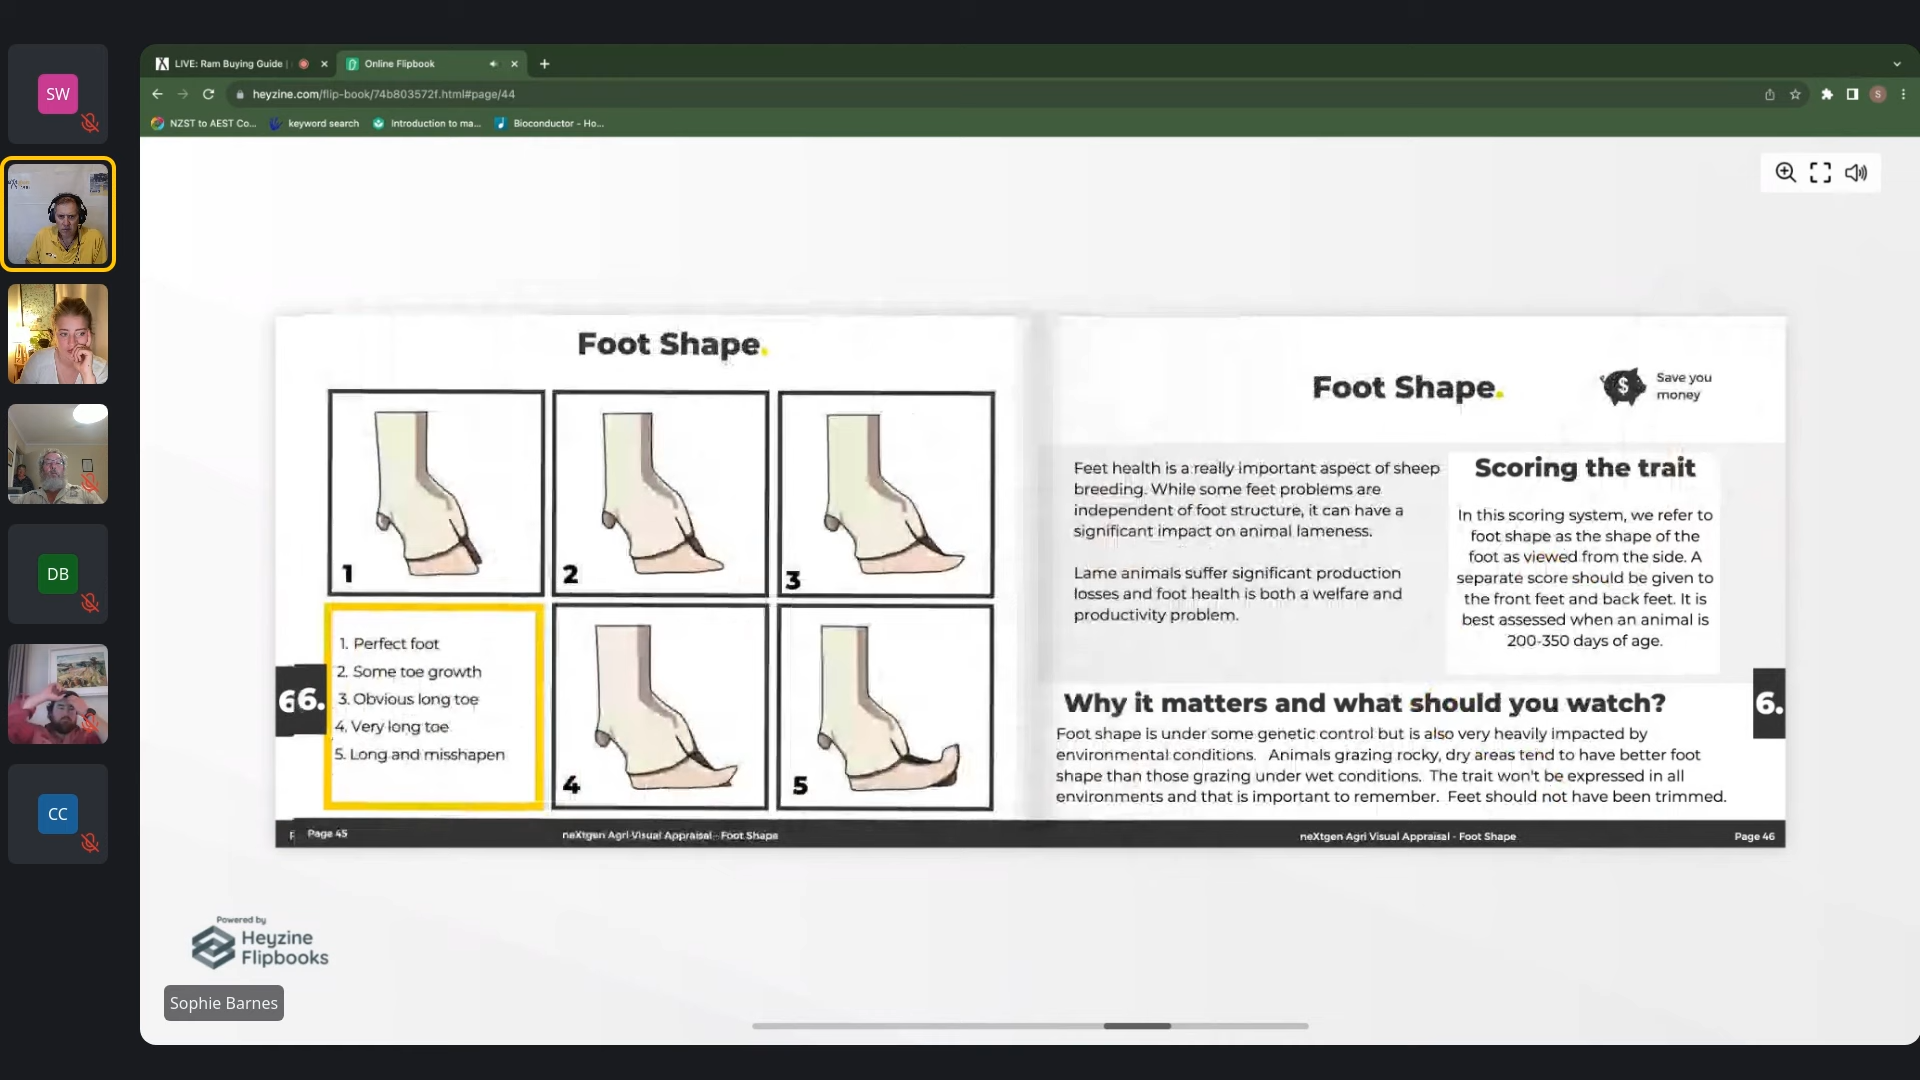 SW
LIVE: Ram Buying Guide |
Online Flipbook
heyzine.com/flip-book/74b803572f.html#page/44
S
NZST to AEST Co...
keyword search
Introduction to ma...
Bioconductor - Ho...
Foot Shape.
1
2
3
1. Perfect foot
2. Some toe growth
3. Obvious long toe
4. Very long toe
5. Long and misshapen
66.
4
5
Page 45
neXtgen Agri Visual Appraisal - Foot Shape
Foot Shape.
Save you
money
Feet health is a really important aspect of sheep
breeding. While some feet problems are
independent of foot structure, it can have a
significant impact on animal lameness.
Lame animals suffer significant production
losses and foot health is both a welfare and
productivity problem.
Scoring the trait
In this scoring system, we refer to
foot shape as the shape of the
foot as viewed from the side. A
separate score should be given to
the front feet and back feet. It is
best assessed when an animal is
200-350 days of age.
Why it matters and what should you watch?
6.
Foot shape is under some genetic control but is also very heavily impacted by
environmental conditions. Animals grazing rocky, dry areas tend to have better foot
shape than those grazing under wet conditions. The trait won't be expressed in all
environments and that is important to remember. Feet should not have been trimmed.
neXtgen Agri Visual Appraisal - Foot Shape
Page 46
DB
CC
Powered by
Heyzine
Flipbooks
Sophie Barnes